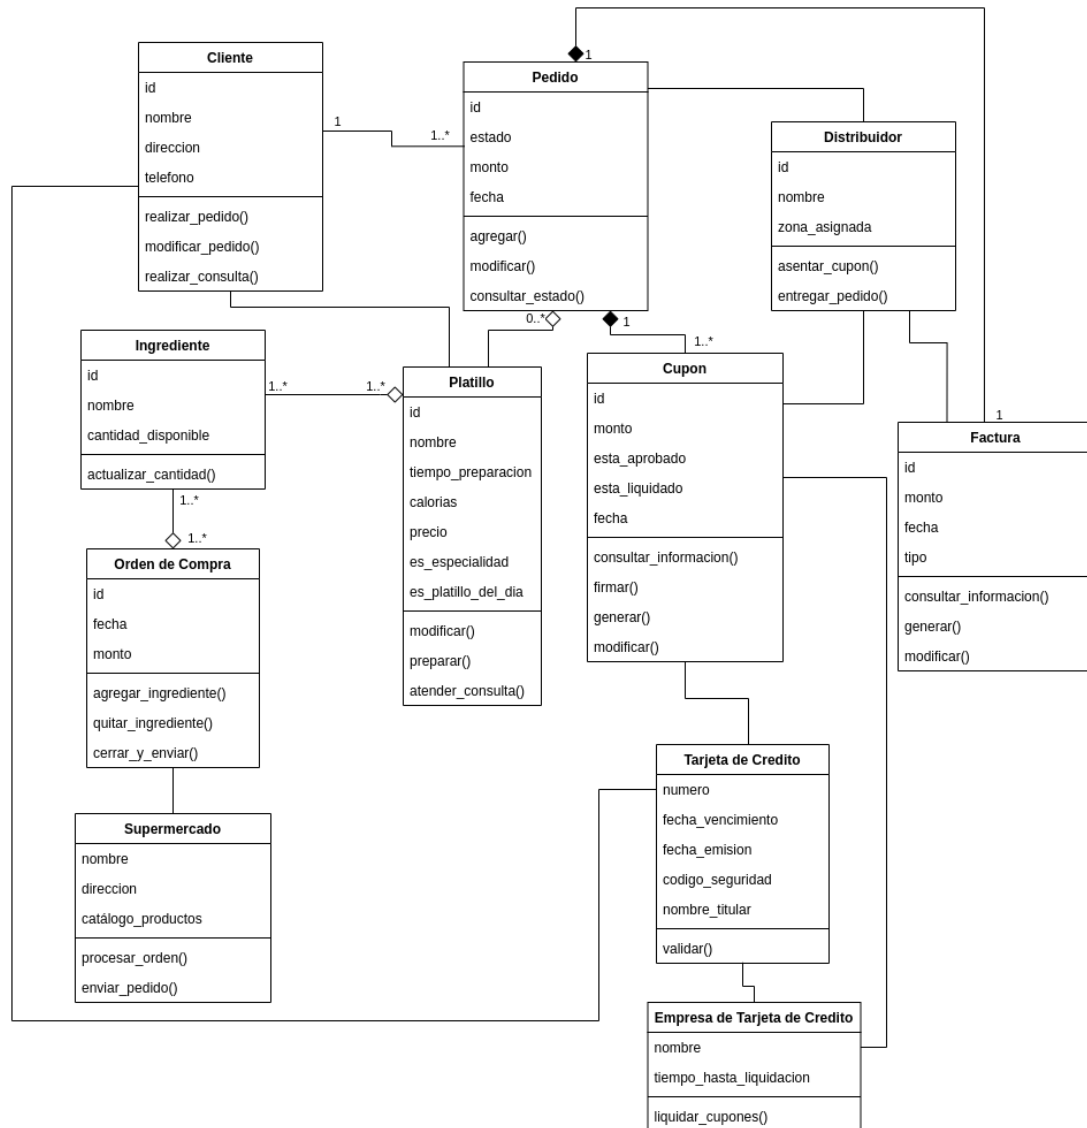 Cliente
id
nombre
direccion
telefono
realizar_pedido()
modificar_pedido()
realizar_consulta()
1
1..*
Pedido
id
estado
monto
fecha
agregar()
modificar()
consultar_estado()
1
Distribuidor
id
nombre
zona_asignada
asentar_cupon()
entregar_pedido()
0..*
1
1..*
Ingrediente
id
nombre
cantidad_disponible
actualizar_cantidad()
1..*
1..*
Platillo
id
nombre
tiempo_preparacion
calorias
precio
es_especialidad
es_platillo_del_dia
modificar()
preparar()
atender_consulta()
Cupon
id
monto
esta_aprobado
esta_liquidado
fecha
consultar_informacion()
firmar()
generar()
modificar()
1
Factura
id
monto
fecha
tipo
consultar_informacion()
generar()
modificar()
1..*
1..*
Orden de Compra
id
fecha
monto
agregar_ingrediente()
quitar_ingrediente()
cerrar_y_enviar()
Supermercado
nombre
direccion
catálogo_productos
procesar_orden()
enviar_pedido()
Tarjeta de Credito
numero
fecha_vencimiento
fecha_emision
codigo_seguridad
nombre_titular
validar()
Empresa de Tarjeta de Credito
nombre
tiempo_hasta_liquidacion
liquidar_cupones()